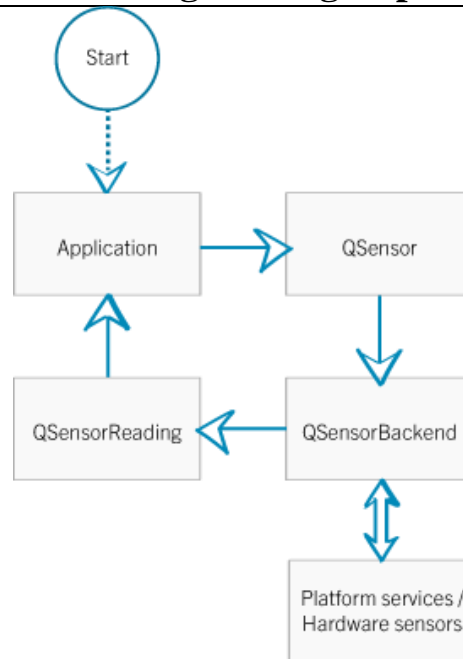 Start
Application
QSensor
QSensorReading
QSensorBackend
Platform services /
Hardware sensors